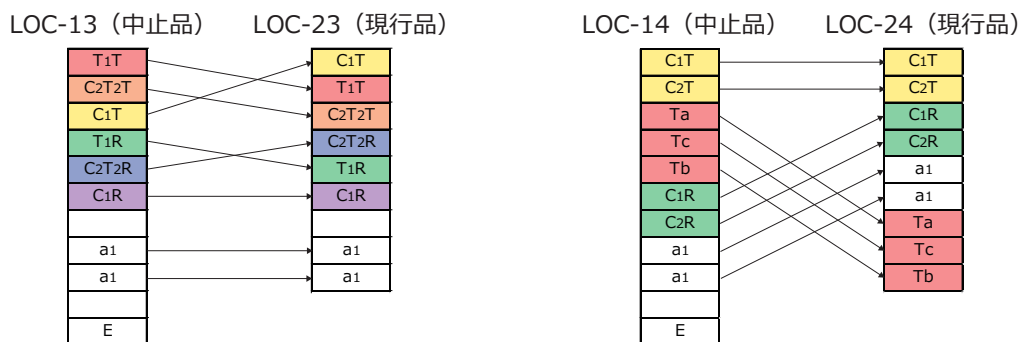 LOC-13（中止品） LOC-23（現行品）
T1T
C2T2T
C1T
T1R
C2T2R
C1R
a1
a1
E
C1T
T1T
C2T2T
C2T2R
T1R
C1R
a1
a1
LOC-14（中止品） LOC-24（現行品）
C1T
C2T
Ta
Tc
Tb
C1R
C2R
a1
a1
E
C1T
C2T
C1R
C2R
a1
a1
Ta
Tc
Tb